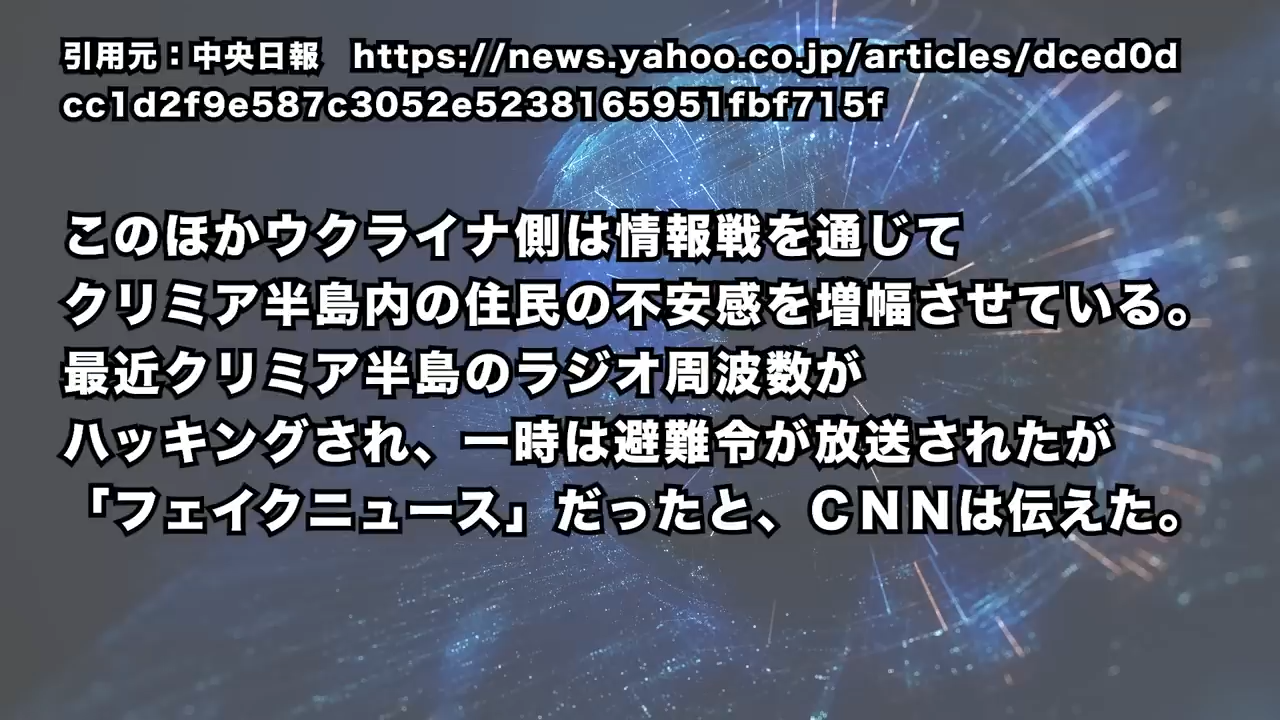 引用元：中央日報　https://news.yahoo.co.jp/articles/dced0d
cc1d2f9e587c3052e5238165951fbf715f
このほかウクライナ側は情報戦を通じて
クリミア半島内の住民の不安感を増幅させている。
最近クリミア半島のラジオ周波数が
ハッキングされ、一時は避難令が放送されたが
「フェイクニュース」だったと、ＣＮＮは伝えた。